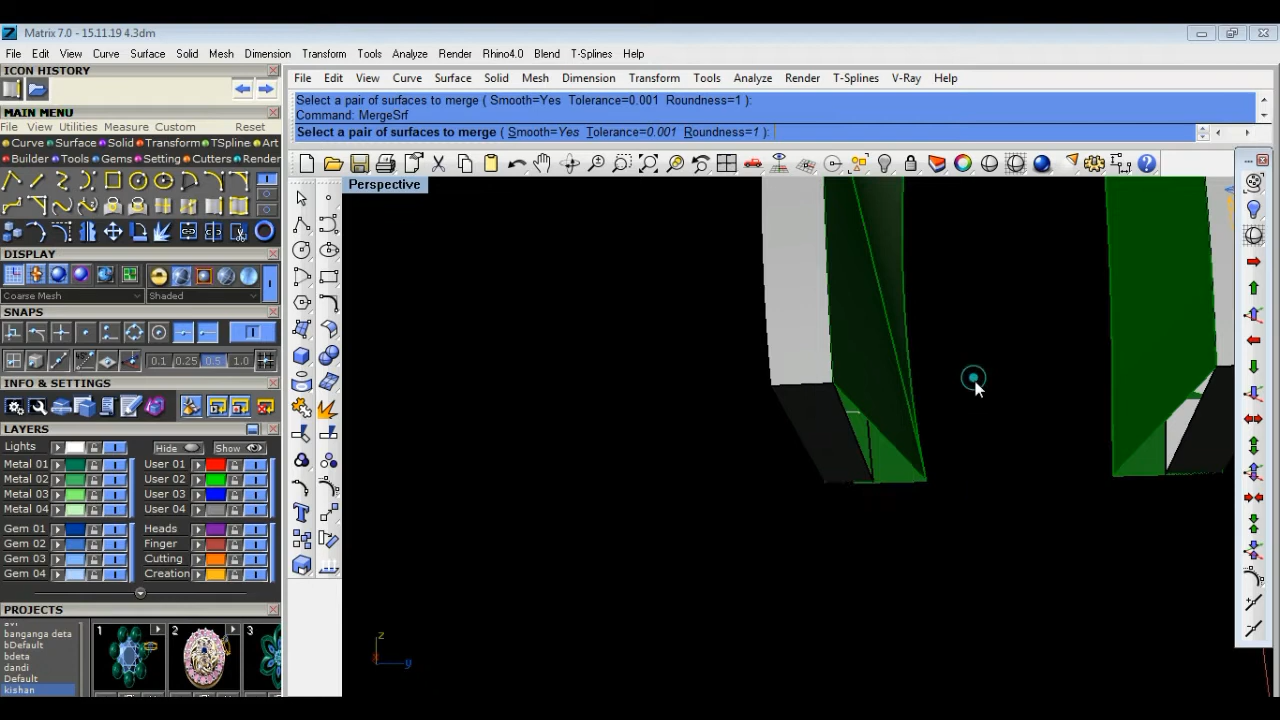 Matrix 7.0 - 15.11.19 4.3dm
File Edit View Curve Surface Solid Mesh Dimension Transform Tools Analyze Render Rhino4.0 Blend T-Splines Help
ICON HISTORY
MAIN MENU
File View Utilities Measure Custom Reset
Curve Surface Solid Transform TSpline Art
Builder Tools Gems Setting Cutters Render
DISPLAY
Coarse Mesh Shaded
SNAPS
0.1 0.25 0.5 1.0
INFO & SETTINGS
LAYERS
Lights Hide Show
Metal 01 User 01
Metal 02 User 02
Metal 03 User 03
Metal 04 User 04
Gem 01 Heads
Gem 02 Finger
Gem 03 Cutting
Gem 04 Creation
PROJECTS
banganga deta
bDefault
bdeta
dandi
Default
kishan
1 2 3
File Edit View Curve Surface Solid Mesh Dimension Transform Tools Analyze Render T-Splines V-Ray Help
Select a pair of surfaces to merge ( Smooth=Yes Tolerance=0.001 Roundness=1 ):
Command: MergeSrf
Select a pair of surfaces to merge ( Smooth=Yes Tolerance=0.001 Roundness=1 ):
Perspective
z
y